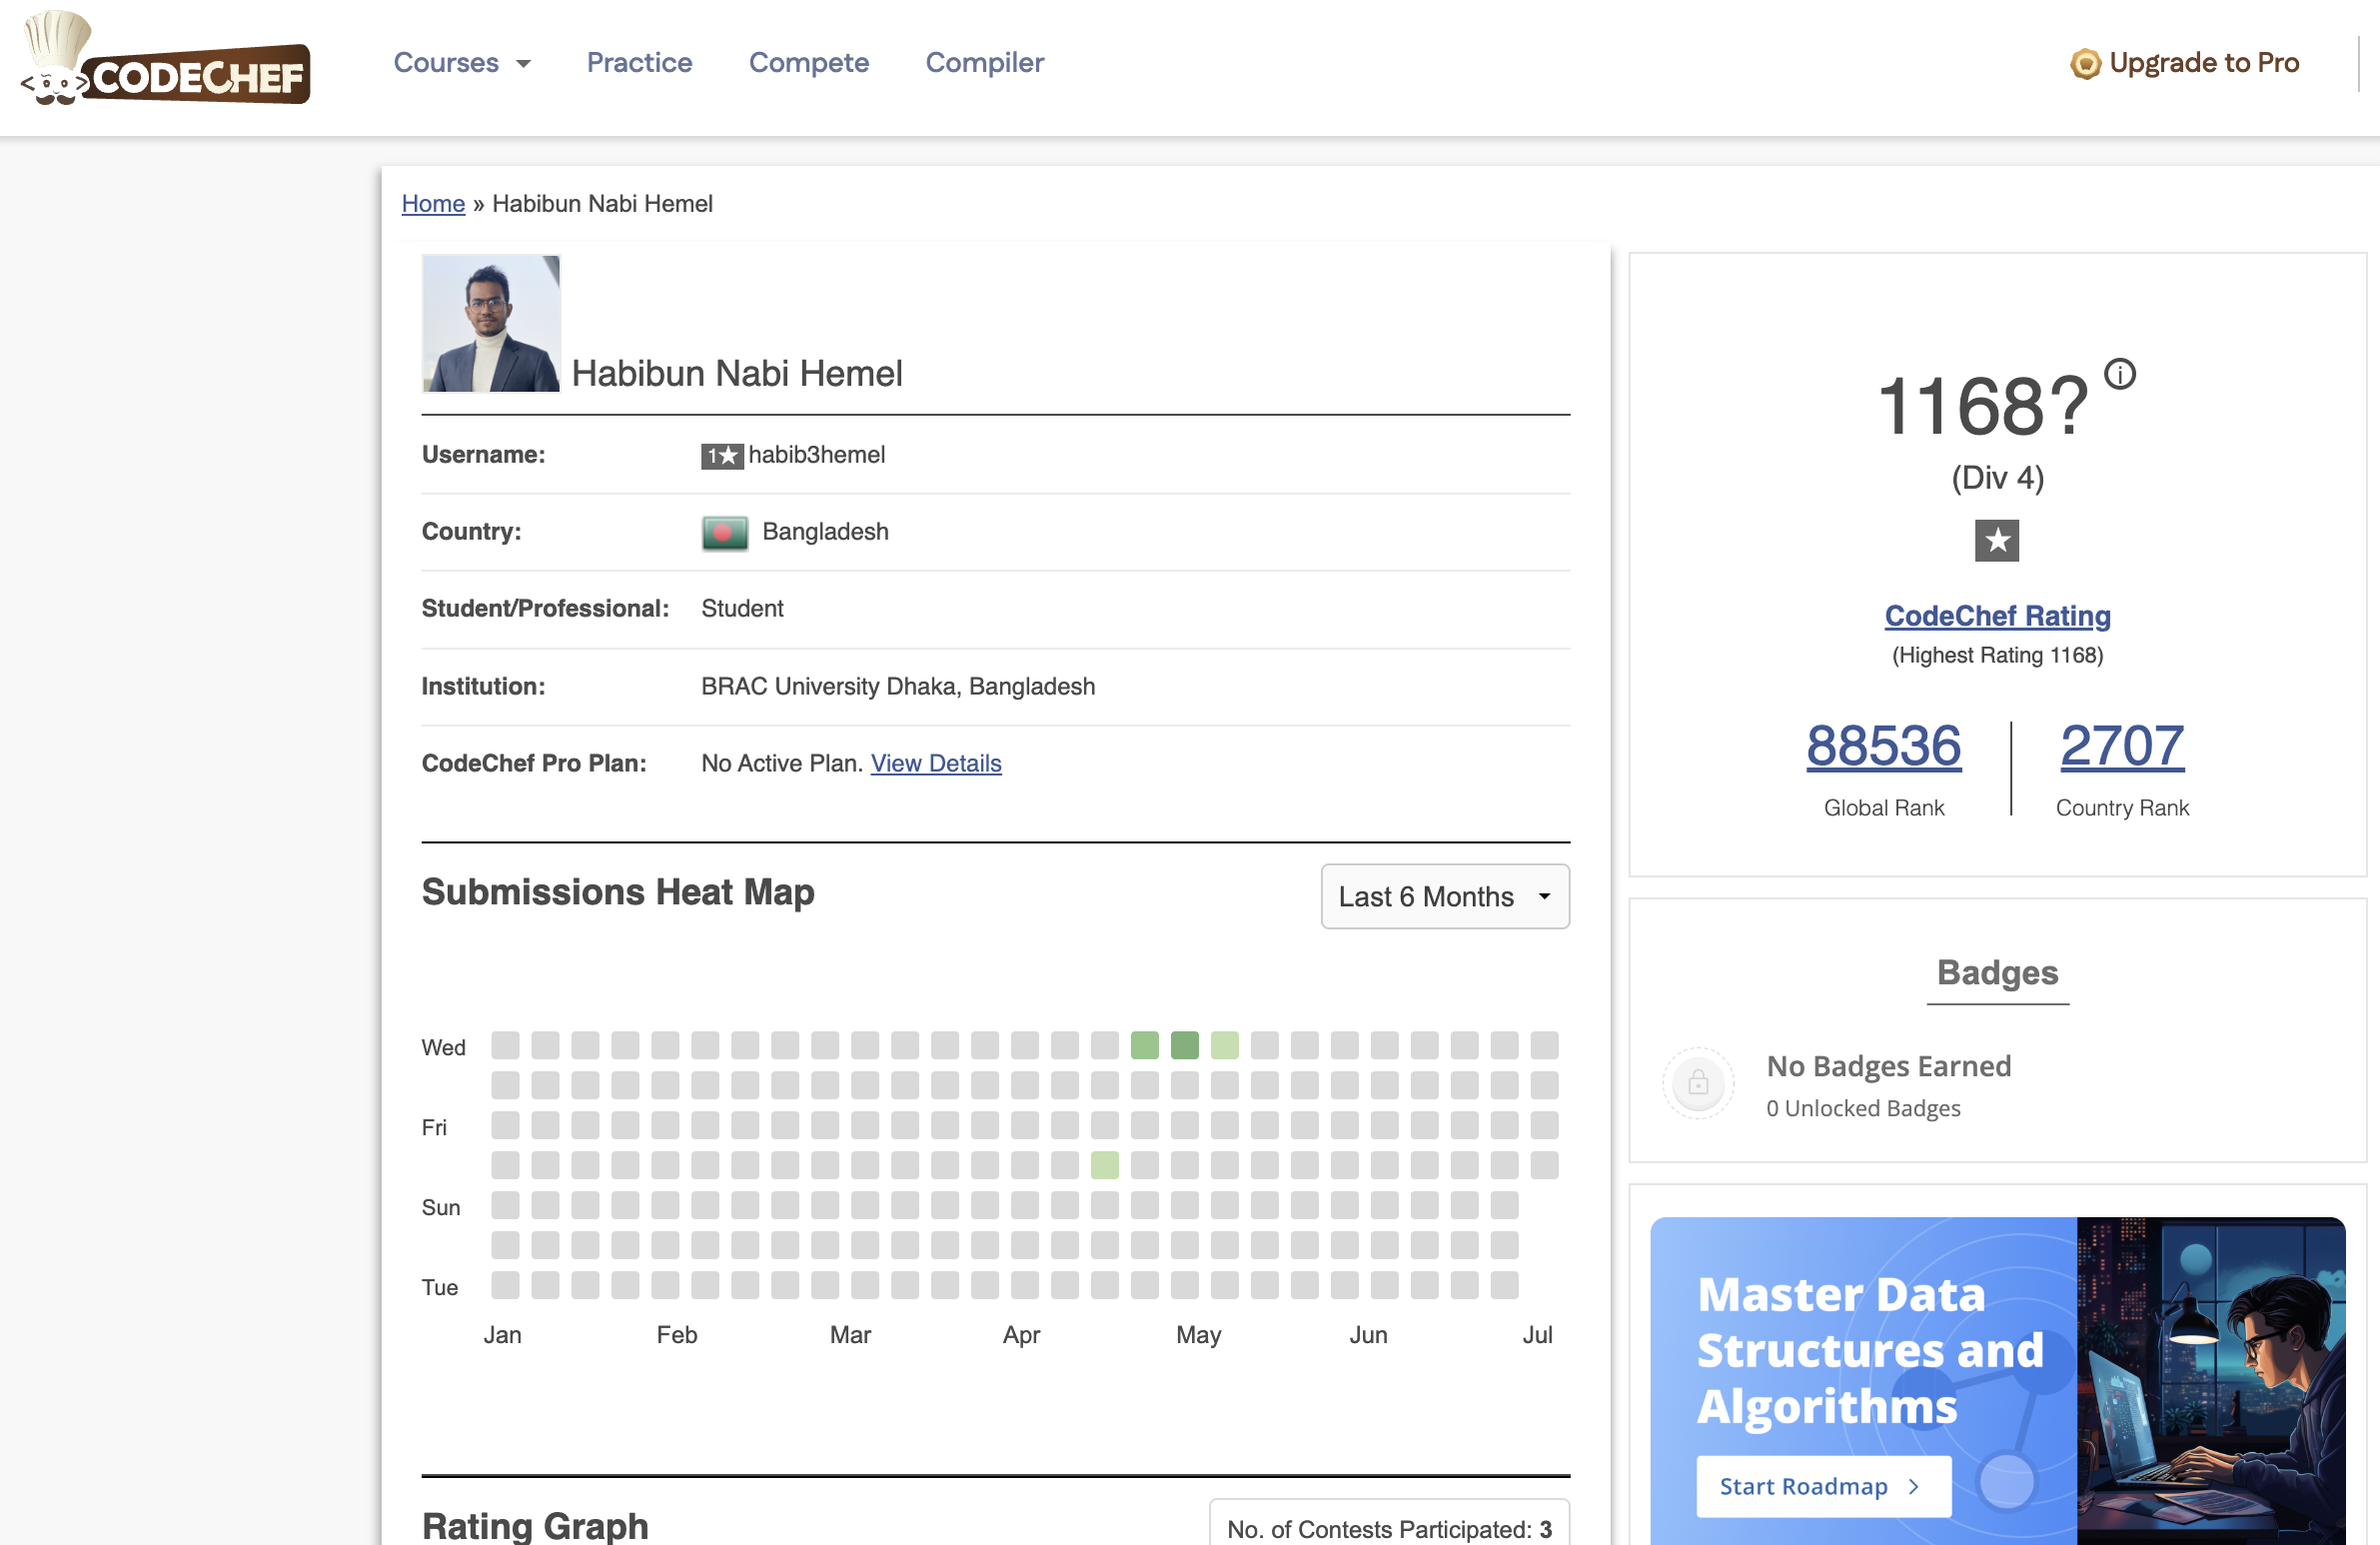 CODECHEF
Courses Practice Compete Compiler
Upgrade to Pro
Home » Habibun Nabi Hemel
Habibun Nabi Hemel
Username: 1★ habib3hemel
Country: Bangladesh
Student/Professional: Student
Institution: BRAC University Dhaka, Bangladesh
CodeChef Pro Plan: No Active Plan. View Details
Submissions Heat Map
Last 6 Months
Wed
Fri
Sun
Tue
Jan Feb Mar Apr May Jun Jul
Rating Graph
No. of Contests Participated: 3
1168?
(Div 4)
★
CodeChef Rating
(Highest Rating 1168)
88536 2707
Global Rank Country Rank
Badges
No Badges Earned
0 Unlocked Badges
Master Data
Structures and
Algorithms
Start Roadmap >